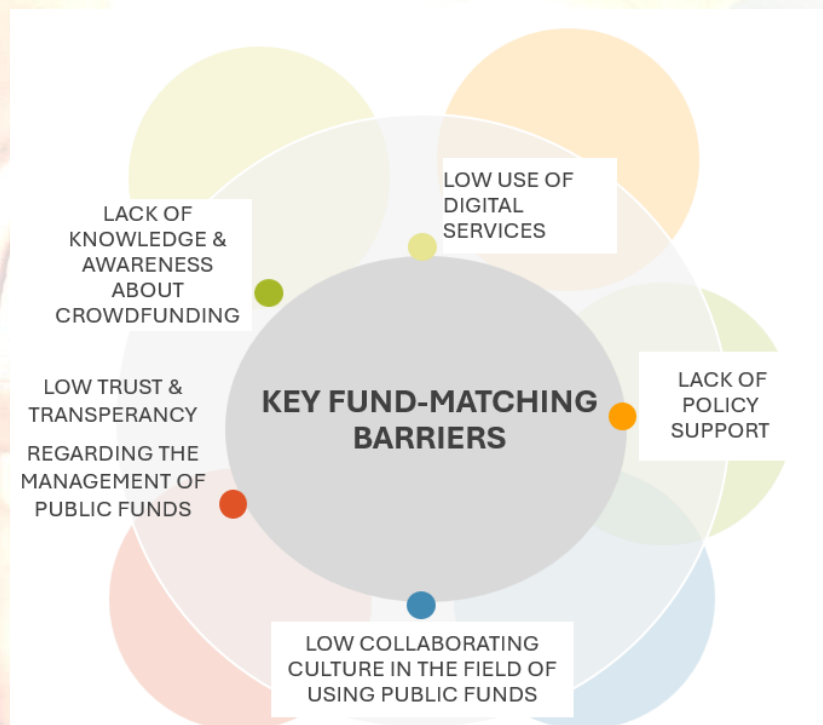 LOW USE OF
DIGITAL
SERVICES
LACK OF
KNOWLEDGE &
AWARENESS
ABOUT
CROWDFUNDING
LOW TRUST &
TRANSPERANCY
REGARDING THE
MANAGEMENT OF
PUBLIC FUNDS
KEY FUND-MATCHING
BARRIERS
LACK OF
POLICY
SUPPORT
LOW COLLABORATING
CULTURE IN THE FIELD OF
USING PUBLIC FUNDS